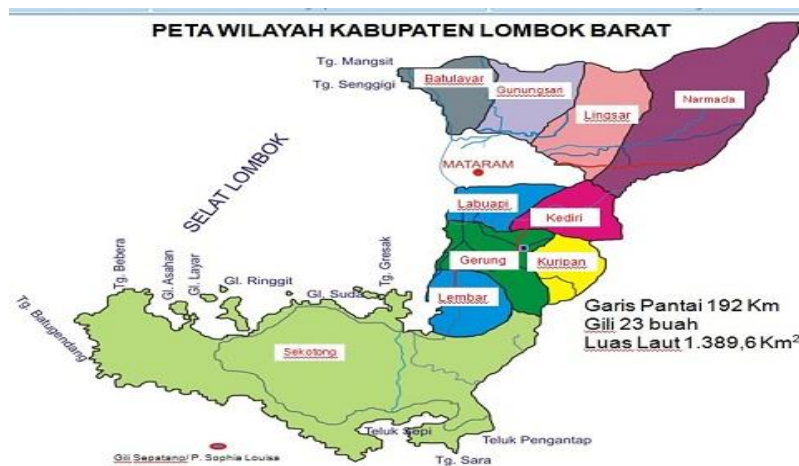 PETA WILAYAH KABUPATEN LOMBOK BARAT
Tg. Mangsit
Tg. Senggigi
Batulayar
Gunungsari
Lingsar
Narmada
SELAT LOMBOK
MATARAM
Labuapi
Kediri
Gerung
Kuripan
Lembar
Tg. Bebera
Gl. Asahan
Gl. Layar
Gl. Ringgit
Gl. Suda
Tg. Gresak
Tg. Batugendang
Sekotong
Garis Pantai 192 Km
Gili 23 buah
Luas Laut 1.389,6 Km²
Teluk Sepi
Teluk Pengantap
Tg. Sara
Gili Sepatang/ P. Sophia Louisa